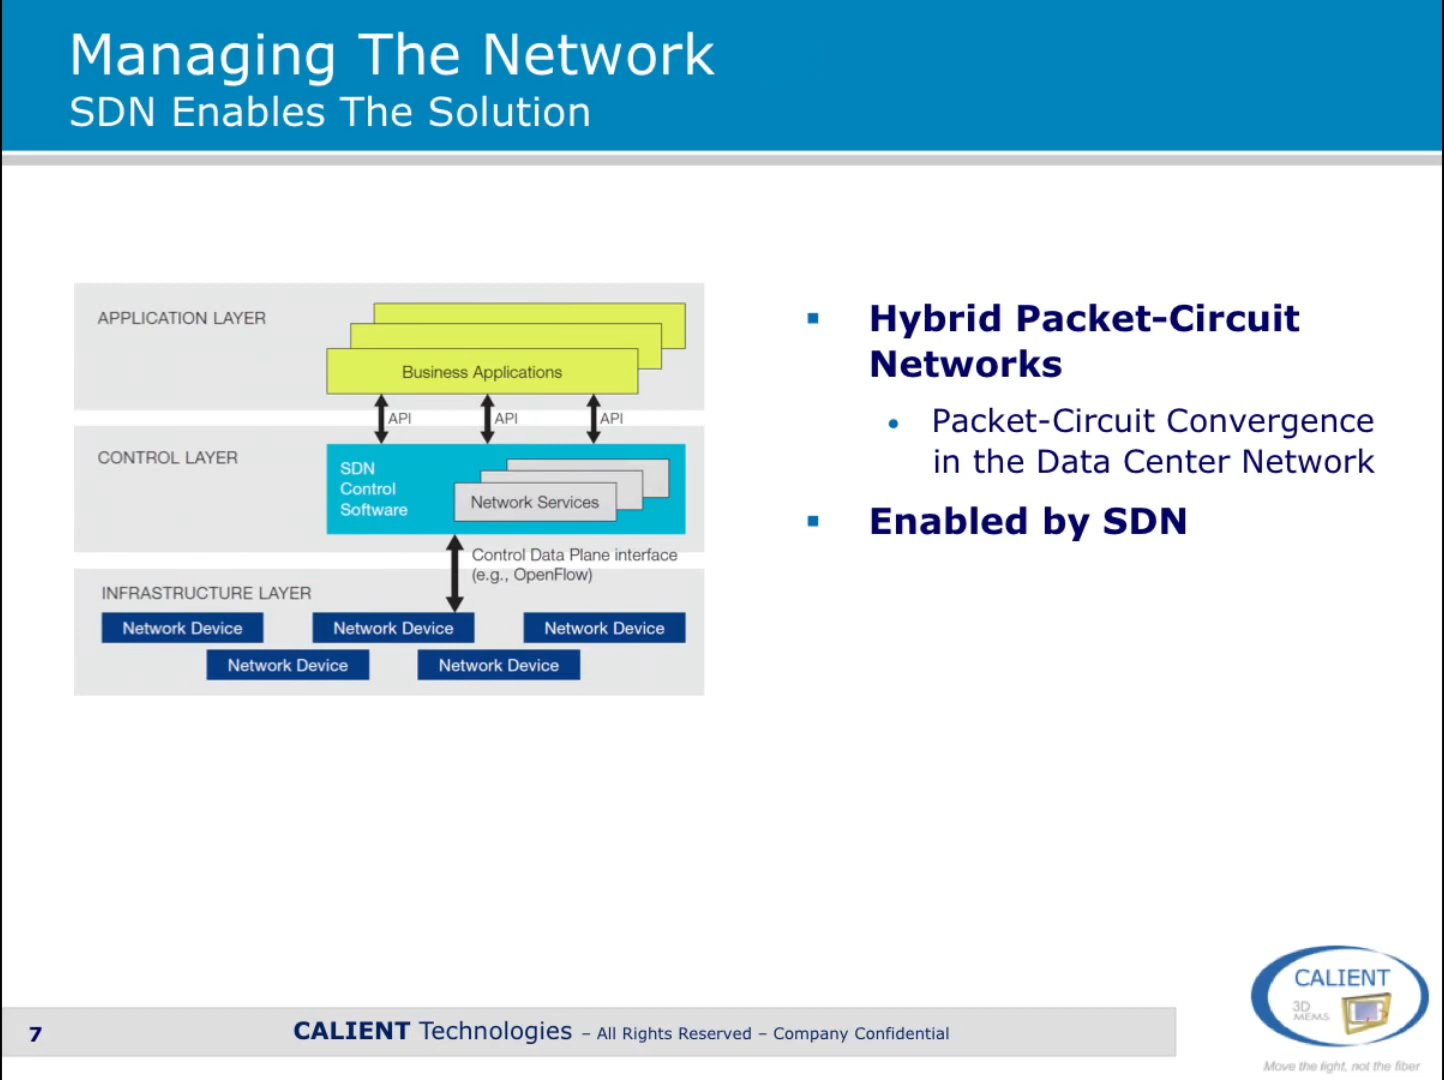 Managing The Network
SDN Enables The Solution
APPLICATION LAYER
Business Applications
API
API
API
CONTROL LAYER
SDN
Control
Software
Network Services
Control Data Plane interface
(e.g., OpenFlow)
INFRASTRUCTURE LAYER
Network Device
Network Device
Network Device
Network Device
Network Device
▪ Hybrid Packet-Circuit
Networks
• Packet-Circuit Convergence
in the Data Center Network
▪ Enabled by SDN
7
CALIENT Technologies – All Rights Reserved – Company Confidential
CALIENT
3D
MEMS
Move the light, not the fiber